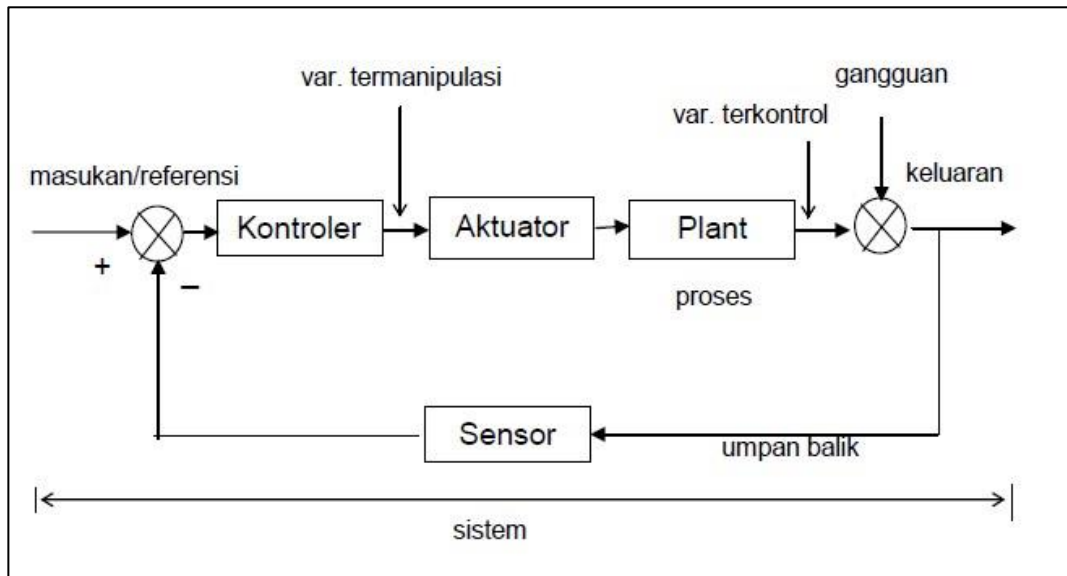 var. termanipulasi
gangguan
var. terkontrol
masukan/referensi
keluaran
Kontroler
Aktuator
Plant
+
–
proses
Sensor
umpan balik
sistem